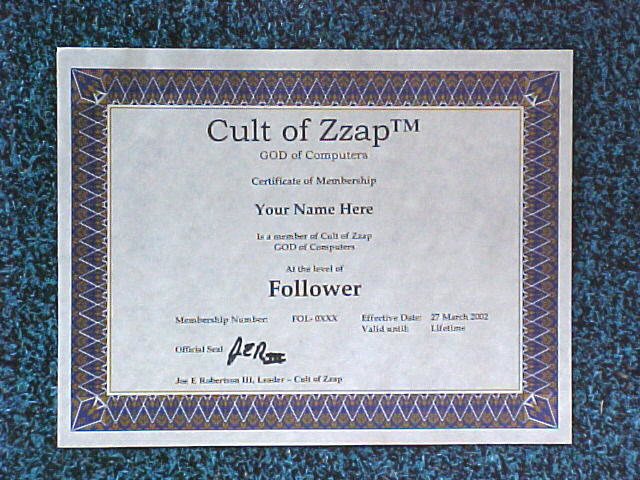 Cult of Zzap™
GOD of Computers
Certificate of Membership
Your Name Here
Is a member of Cult of Zzap
GOD of Computers
At the level of
Follower
Membership Number: FOL- 0XXX Effective Date: 27 March 2002
Valid until: Lifetime
Official Seal JER III
Joe E Robertson III, Leader - Cult of Zzap